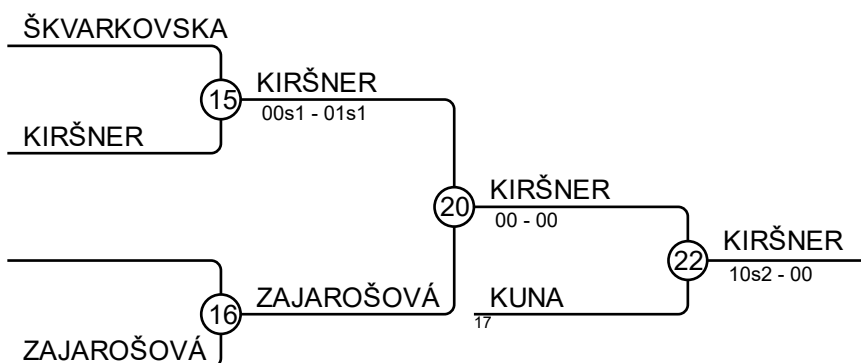 ŠKVARKOVSKA
15
KIRŠNER
00s1 - 01s1
KIRŠNER
20
KIRŠNER
00 - 00
22
KIRŠNER
10s2 - 00
16
ZAJAROŠOVÁ
KUNA
17
ZAJAROŠOVÁ